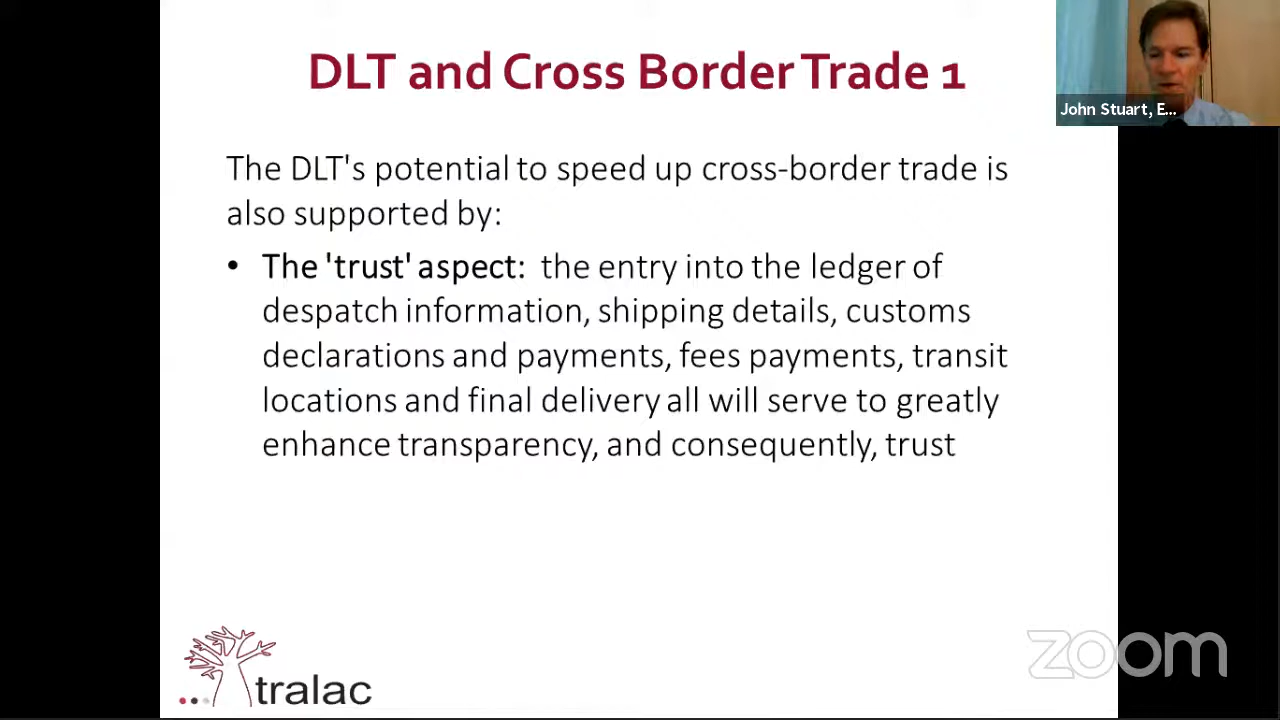 DLT and Cross Border Trade 1
John Stuart, E...
The DLT's potential to speed up cross-border trade is
also supported by:
• The 'trust' aspect: the entry into the ledger of
despatch information, shipping details, customs
declarations and payments, fees payments, transit
locations and final delivery all will serve to greatly
enhance transparency, and consequently, trust
tralac
zoom